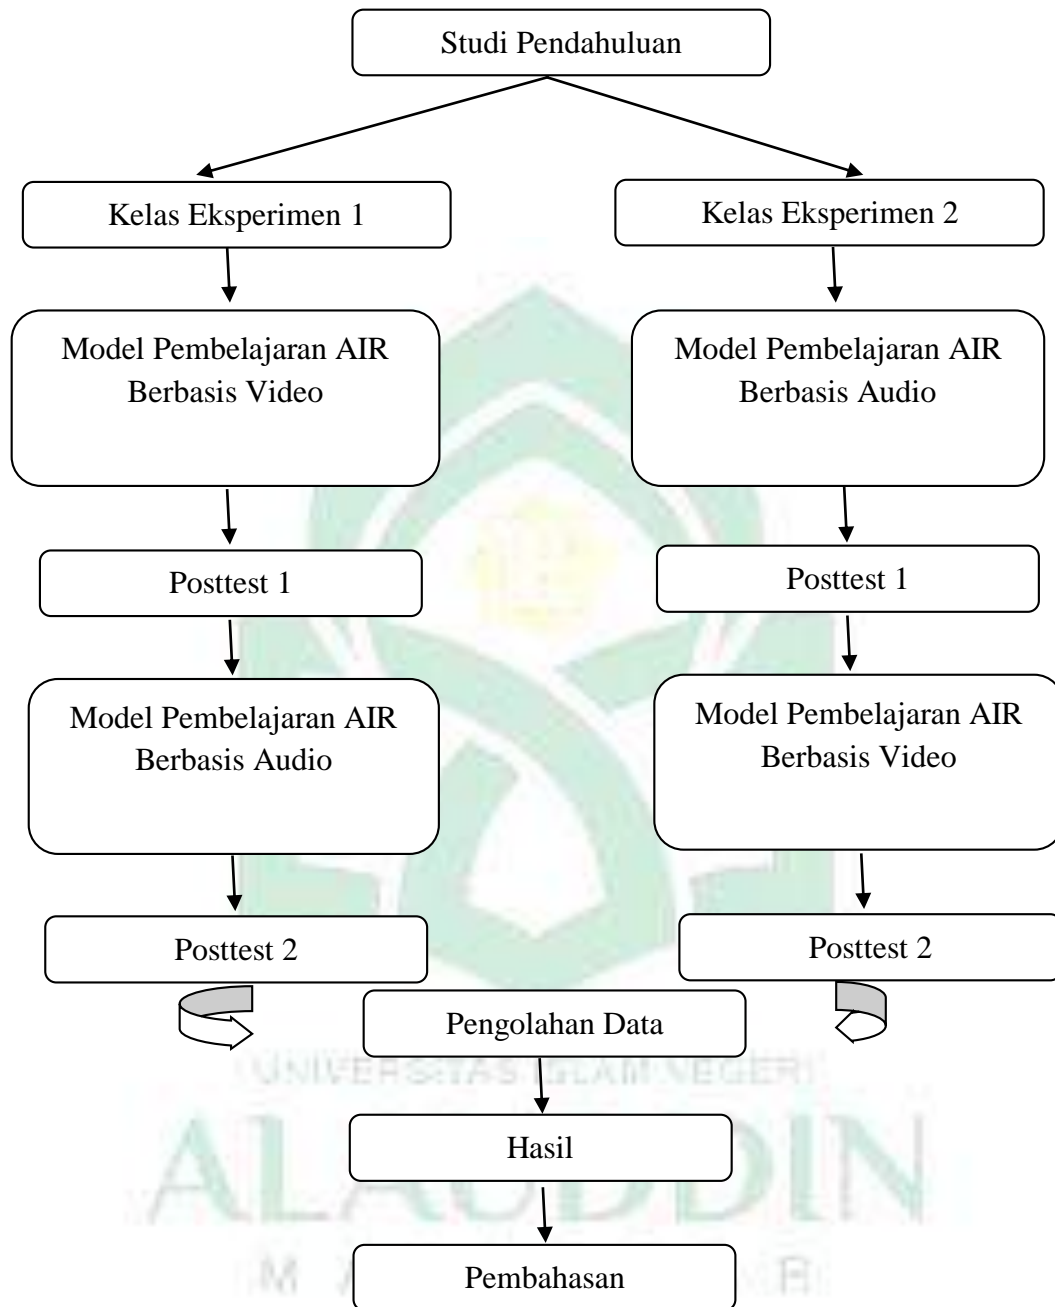 Studi Pendahuluan
Kelas Eksperimen 1
Kelas Eksperimen 2
Model Pembelajaran AIR
Berbasis Video
Model Pembelajaran AIR
Berbasis Audio
Posttest 1
Posttest 1
Model Pembelajaran AIR
Berbasis Audio
Model Pembelajaran AIR
Berbasis Video
Posttest 2
Posttest 2
Pengolahan Data
UNIVERSITAS ISLAM NEGERI
Hasil
ALAUDDIN
Pembahasan